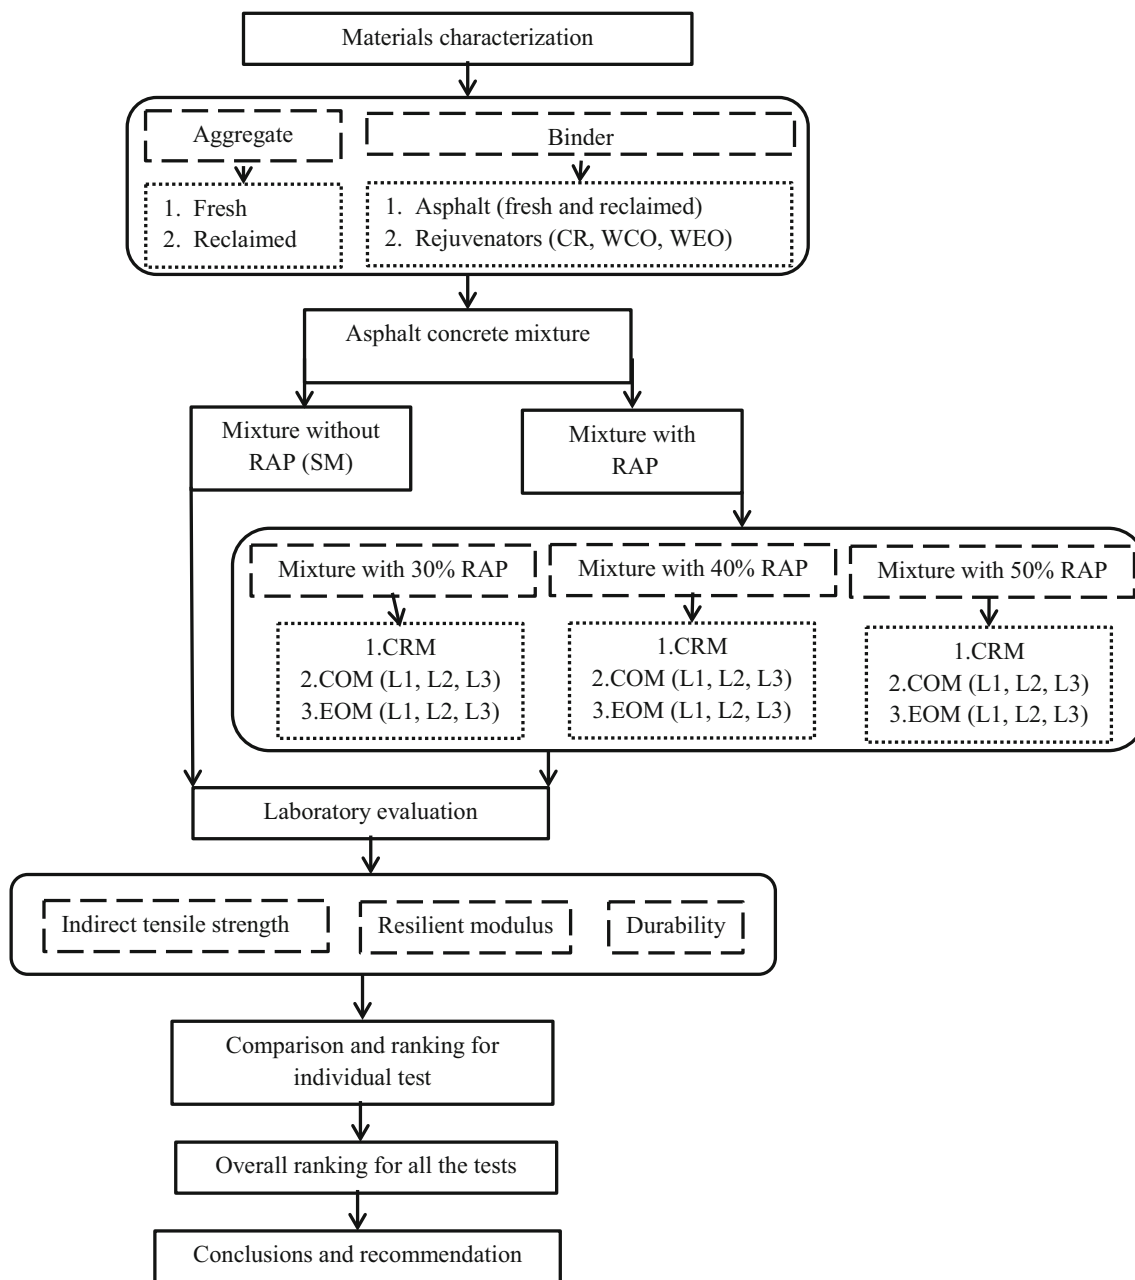 Materials characterization
Aggregate
Binder
1. Fresh
2. Reclaimed
1. Asphalt (fresh and reclaimed)
2. Rejuvenators (CR, WCO, WEO)
Asphalt concrete mixture
Mixture without
RAP (SM)
Mixture with
RAP
Mixture with 30% RAP
Mixture with 40% RAP
Mixture with 50% RAP
1.CRM
2.COM (L1, L2, L3)
3.EOM (L1, L2, L3)
1.CRM
2.COM (L1, L2, L3)
3.EOM (L1, L2, L3)
1.CRM
2.COM (L1, L2, L3)
3.EOM (L1, L2, L3)
Laboratory evaluation
Indirect tensile strength
Resilient modulus
Durability
Comparison and ranking for
individual test
Overall ranking for all the tests
Conclusions and recommendation